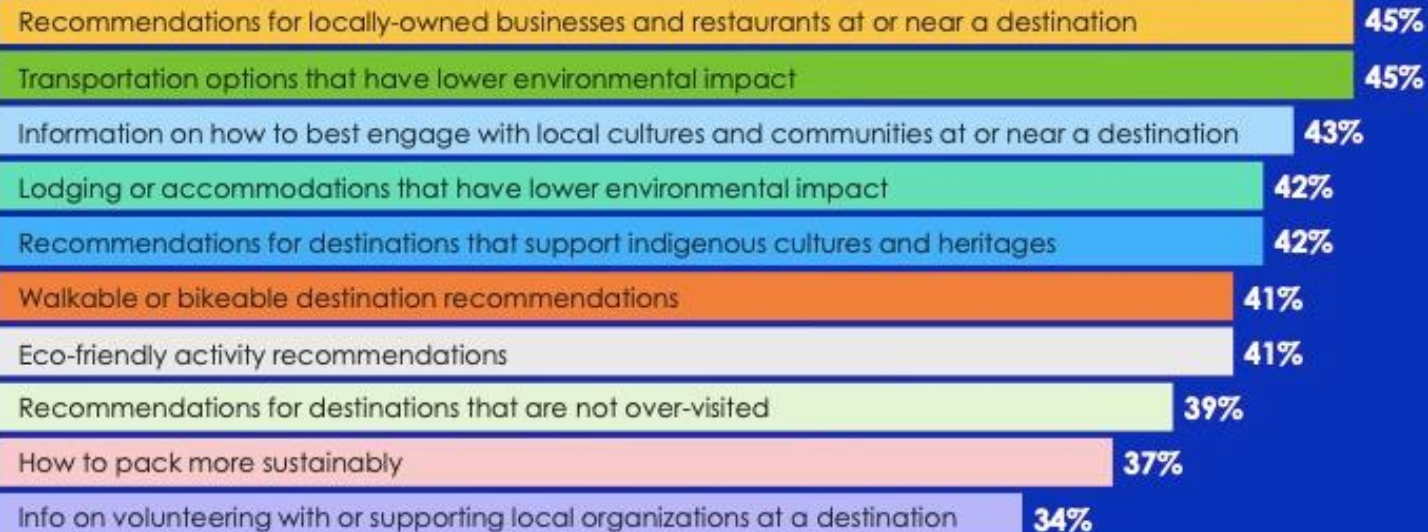 Recommendations for locally-owned businesses and restaurants at or near a destination 45%
Transportation options that have lower environmental impact 45%
Information on how to best engage with local cultures and communities at or near a destination 43%
Lodging or accommodations that have lower environmental impact 42%
Recommendations for destinations that support indigenous cultures and heritages 42%
Walkable or bikeable destination recommendations 41%
Eco-friendly activity recommendations 41%
Recommendations for destinations that are not over-visited 39%
How to pack more sustainably 37%
Info on volunteering with or supporting local organizations at a destination 34%